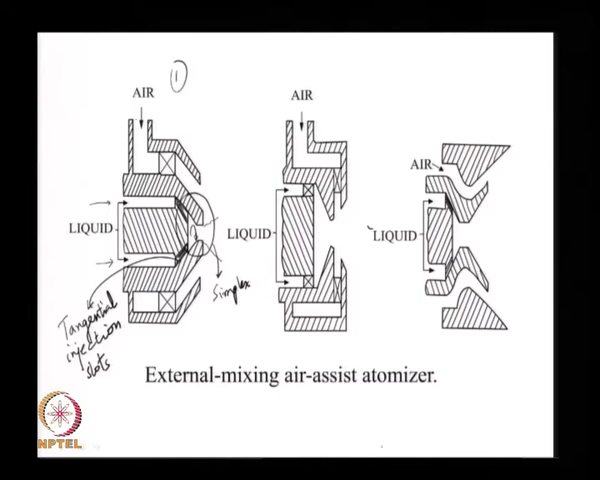 1
AIR
AIR
AIR
LIQUID
LIQUID
LIQUID
Simplex
Tangential
injection
slots
External-mixing air-assist atomizer.
NPTEL